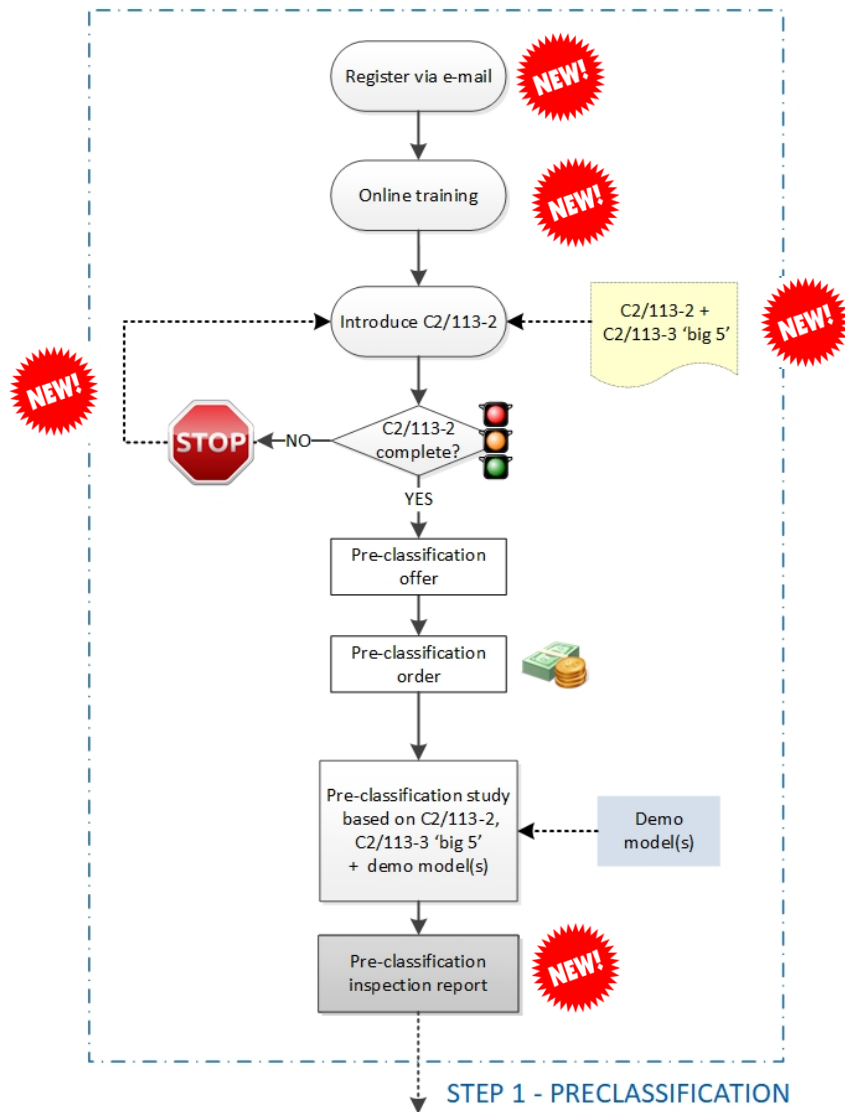 Register via e-mail
NEW!
Online training
NEW!
Introduce C2/113-2
C2/113-2 +
C2/113-3 ‘big 5’
NEW!
NEW!
STOP
NO
C2/113-2
complete?
YES
Pre-classification
offer
Pre-classification
order
Pre-classification study
based on C2/113-2,
C2/113-3 ‘big 5’
+ demo model(s)
Demo
model(s)
Pre-classification
inspection report
NEW!
STEP 1 - PRECLASSIFICATION